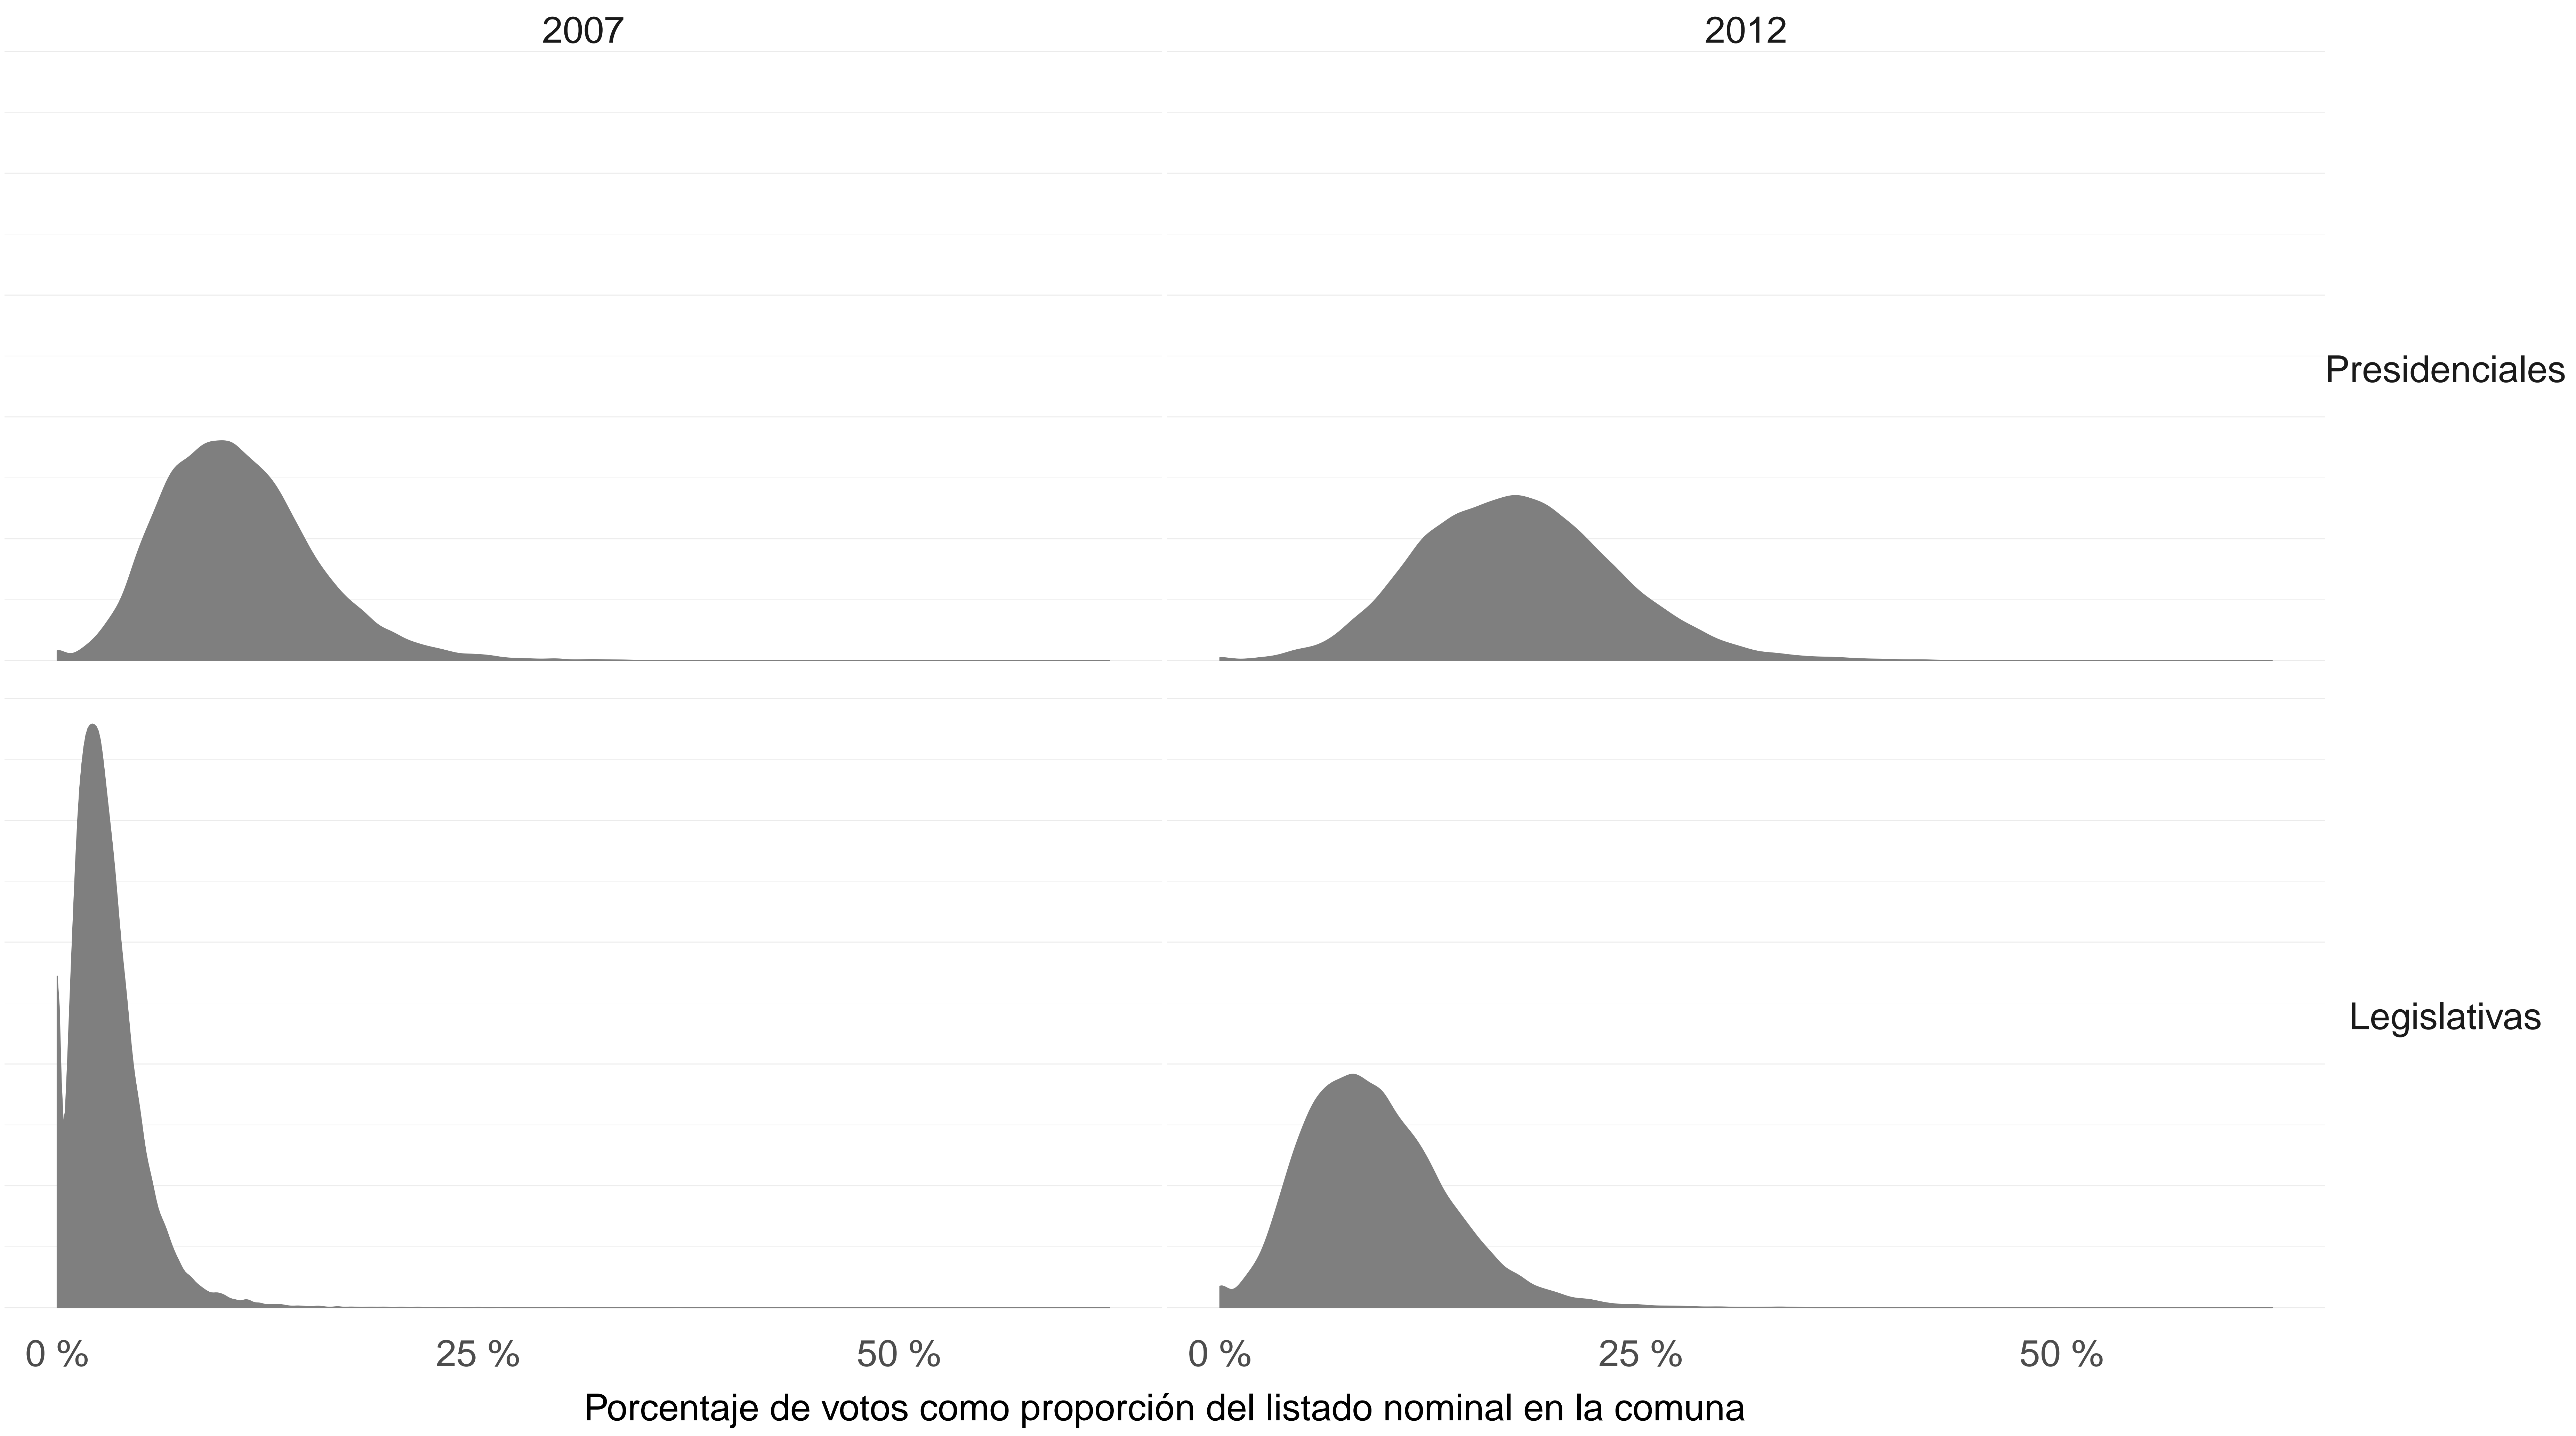 2007
2012
Presidenciales
Legislativas
0 %
25 %
50 %
0 %
25 %
50 %
Porcentaje de votos como proporción del listado nominal en la comuna